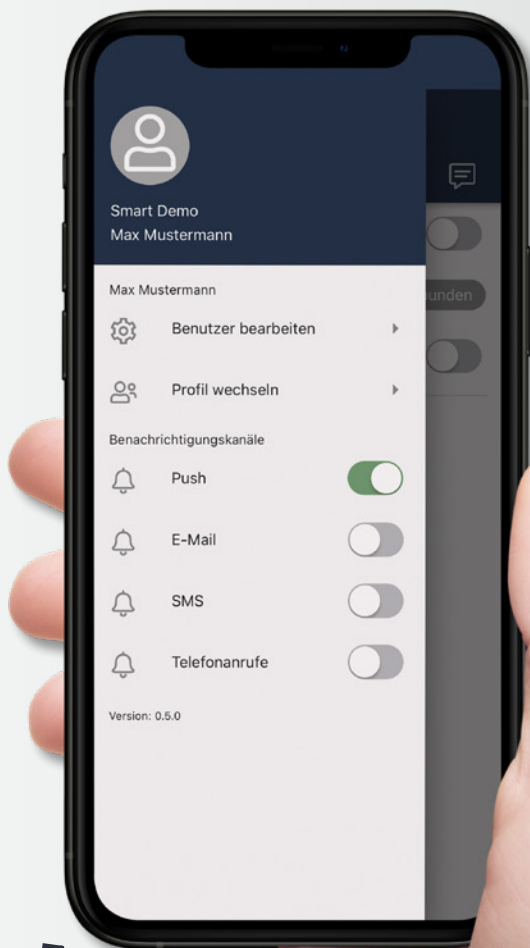 Smart Demo
Max Mustermann
Max Mustermann
Benutzer bearbeiten
Profil wechseln
Benachrichtigungskanäle
Push
E-Mail
SMS
Telefonanrufe
Version: 0.5.0